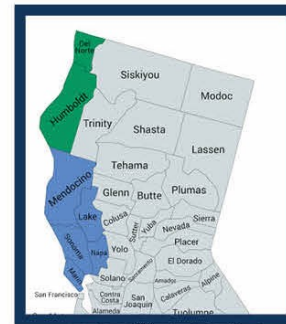 Del
Norte
Siskiyou
Modoc
Humboldt
Trinity
Shasta
Lassen
Tehama
Mendocino
Glenn
Butte
Plumas
Lake
Colusa
Sutter
Yuba
Sierra
Nevada
Placer
Sonoma
Napa
Yolo
El Dorado
Sacramento
Solano
Marin
Amador
Alpine
San Francisco
Contra
Costa
San
Joaquin
Calaveras
Alameda
Tuolumne